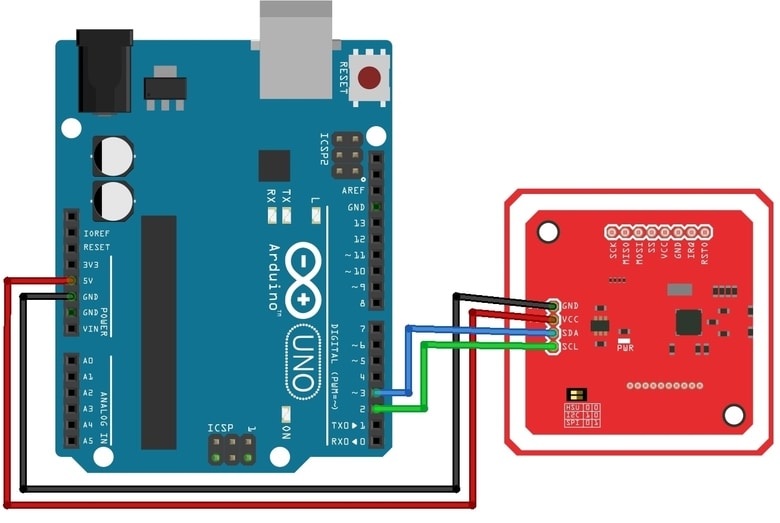 RESET
ICSP2
AREF
GND
13
12
~11
~10
~9
8
7
~6
~5
4
~3
2
TX0 ▶ 1
RX0 ◀ 0
DIGITAL (PWM=~)
RX
TX
L
Arduino™
UNO
ON
ICSP
1
IOREF
RESET
3V3
5V
GND
GND
VIN
POWER
A0
A1
A2
A3
A4
A5
ANALOG IN
SCK
MISO
MOSI
SS
VCC
GND
IRQ
RSTO
GND
VCC
SDA
SCL
PWR
HSU 0 0
I2C 1 0
SPI 0 1